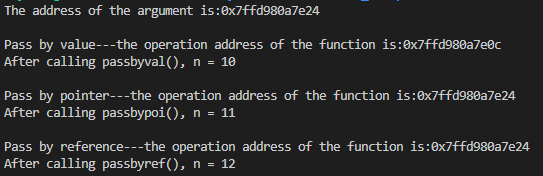 The address of the argument is:0x7ffd980a7e24
Pass by value---the operation address of the function is:0x7ffd980a7e0c
After calling passbyval(), n = 10
Pass by pointer---the operation address of the function is:0x7ffd980a7e24
After calling passbypoi(), n = 11
Pass by reference---the operation address of the function is:0x7ffd980a7e24
After calling passbyref(), n = 12